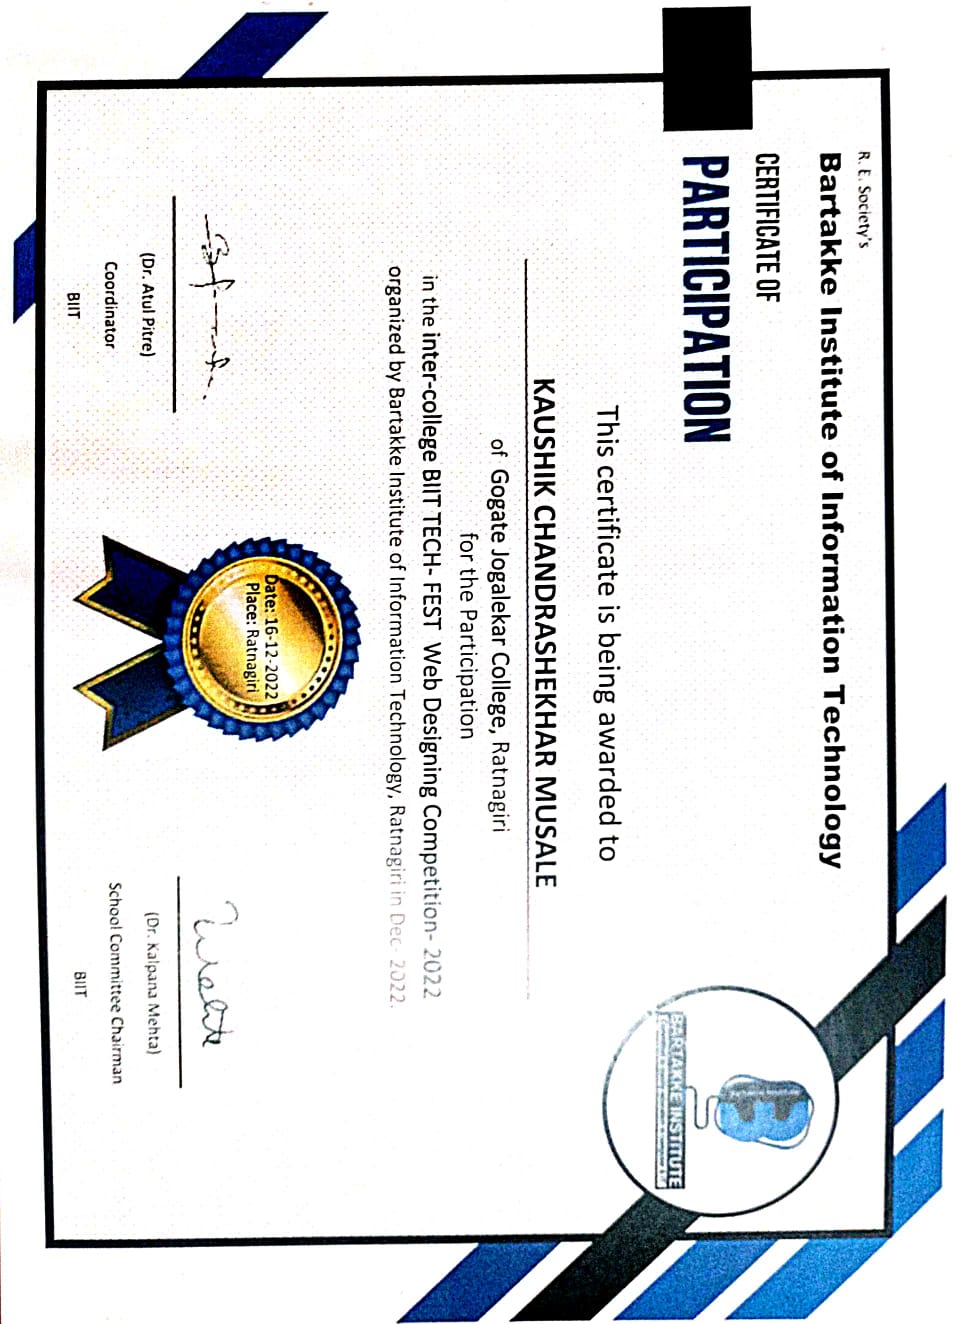 R. E. Society's
Bartakke Institute of Information Technology
CERTIFICATE OF
PARTICIPATION
BARTAKKE INSTITUTE
This certificate is being awarded to
KAUSHIK CHANDRASHEKHAR MUSALE
of Gogate Jogalekar College, Ratnagiri
for the Participation
in the inter-college BIIT TECH- FEST Web Designing Competition- 2022
organized by Bartakke Institute of Information Technology, Ratnagiri in Dec- 2022.
Date: 16-12-2022
Place: Ratnagiri
(Dr. Atul Pitre)
Coordinator
BIIT
(Dr. Kalpana Mehta)
School Committee Chairman
BIIT